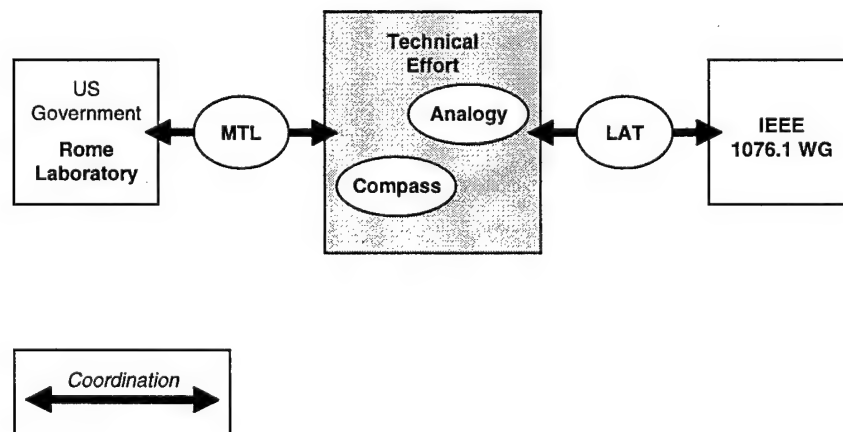 US
Government
Rome
Laboratory
MTL
Technical
Effort
Analogy
Compass
LAT
IEEE
1076.1 WG
Coordination